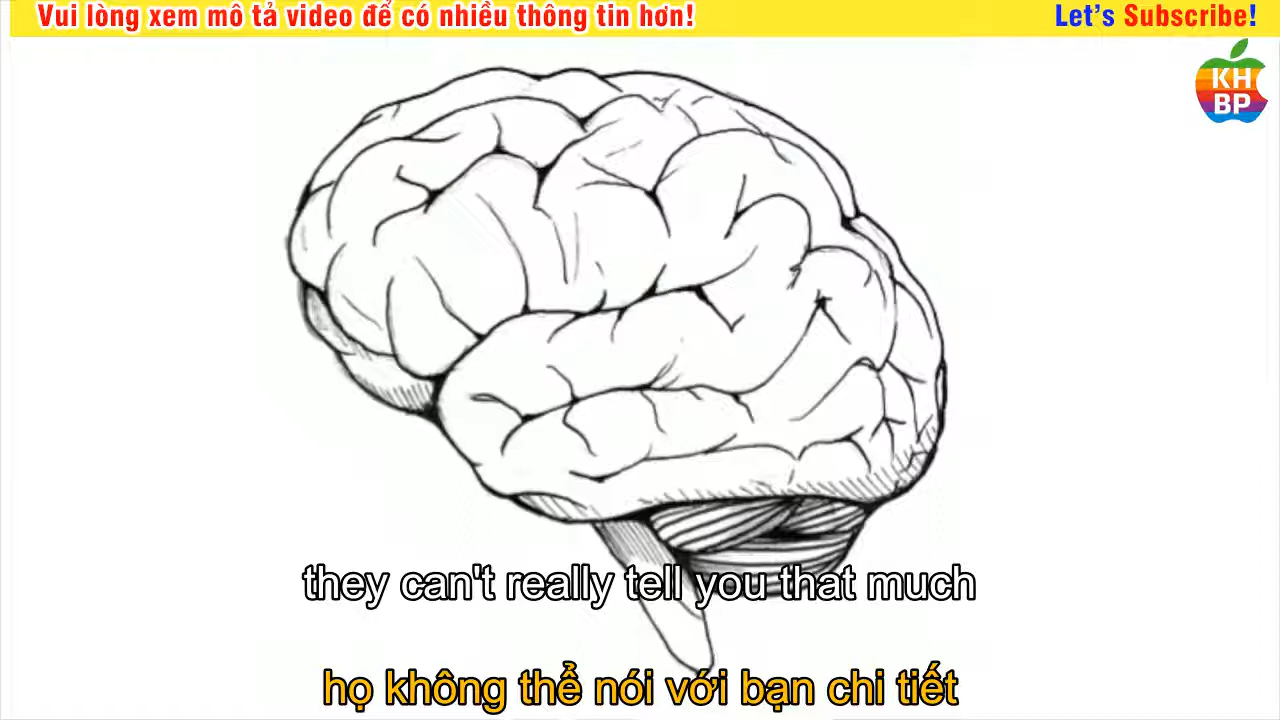 Vui lòng xem mô tả video để có nhiều thông tin hơn!
Let's Subscribe!
KH
BP
they can't really tell you that much
họ không thể nói với bạn chi tiết